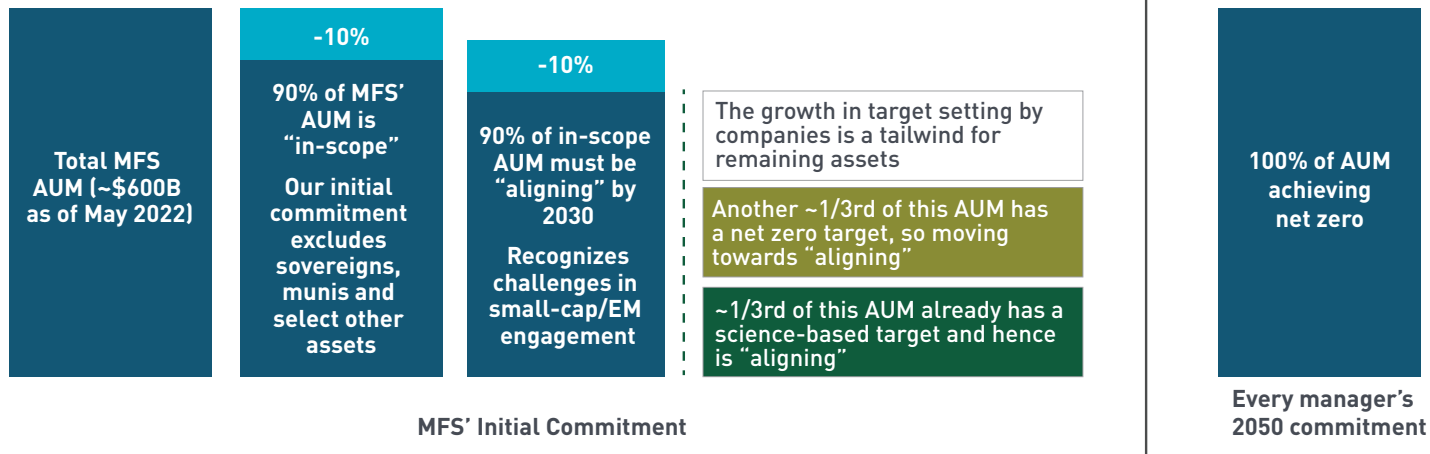 Total MFS
AUM (~$600B
as of May 2022)
-10%
90% of MFS’
AUM is
“in-scope”
Our initial
commitment
excludes
sovereigns,
munis and
select other
assets
-10%
90% of in-scope
AUM must be
“aligning” by
2030
Recognizes
challenges in
small-cap/EM
engagement
The growth in target setting by
companies is a tailwind for
remaining assets
Another ~1/3rd of this AUM has
a net zero target, so moving
towards “aligning”
~1/3rd of this AUM already has a
science-based target and hence
is “aligning”
MFS’ Initial Commitment
100% of AUM
achieving
net zero
Every manager’s
2050 commitment